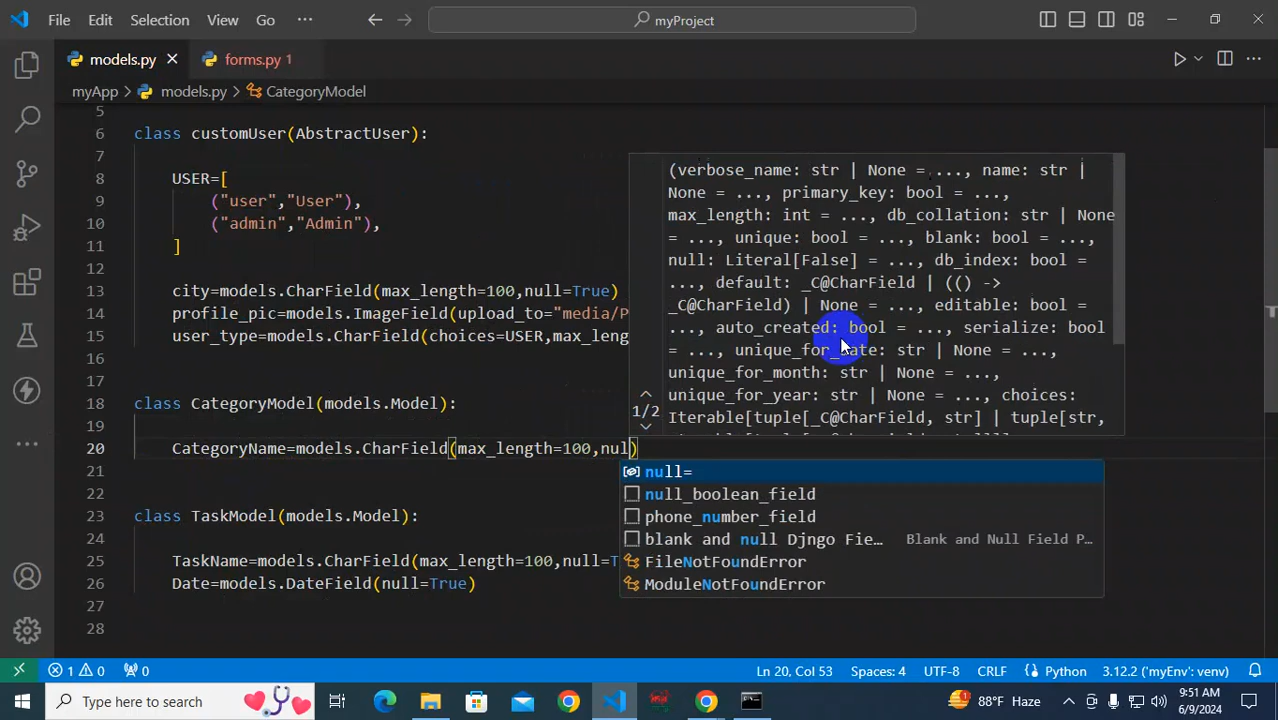 File Edit Selection View Go ··· myProject
models.py forms.py 1
myApp > models.py > CategoryModel
5
6 class customUser(AbstractUser):
7
8 USER=[
9 ("user","User"),
10 ("admin","Admin"),
11 ]
12
13 city=models.CharField(max_length=100,null=True)
14 profile_pic=models.ImageField(upload_to="media/P
15 user_type=models.CharField(choices=USER,max_leng
16
17
18 class CategoryModel(models.Model):
19
20 CategoryName=models.CharField(max_length=100,nul)
21
22
23 class TaskModel(models.Model):
24
25 TaskName=models.CharField(max_length=100,null=T
26 Date=models.DateField(null=True)
27
28
(verbose_name: str | None = ..., name: str |
None = ..., primary_key: bool = ...,
max_length: int = ..., db_collation: str | None
= ..., unique: bool = ..., blank: bool = ...,
null: Literal[False] = ..., db_index: bool =
..., default: _C@CharField | (() ->
_C@CharField) | None = ..., editable: bool =
..., auto_created: bool = ..., serialize: bool
= ..., unique_for_date: str | None = ...,
unique_for_month: str | None = ...,
unique_for_year: str | None = ..., choices:
Iterable[tuple[_C@CharField, str] | tuple[str,
1/2
null=
null_boolean_field
phone_number_field
blank and null Djngo Fie... Blank and Null Field P...
FileNotFoundError
ModuleNotFoundError
1 0 0 Ln 20, Col 53 Spaces: 4 UTF-8 CRLF Python 3.12.2 ('myEnv': venv)
Type here to search 88°F Haze 9:51 AM
6/9/2024